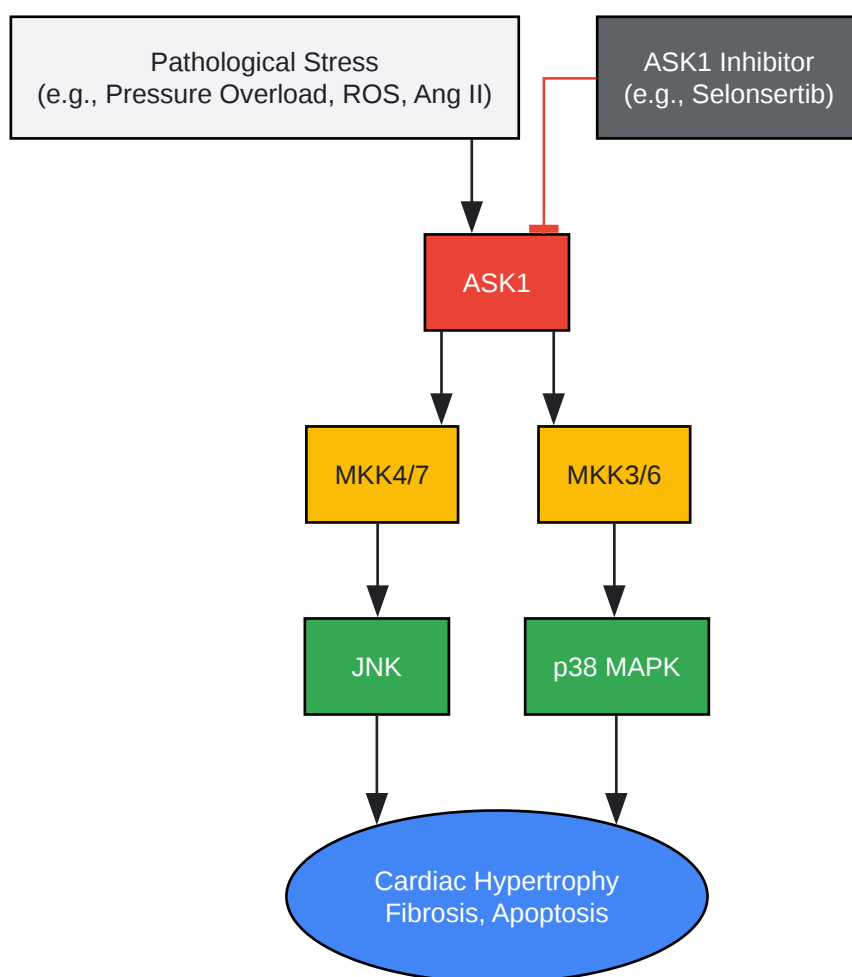 Pathological Stress
(e.g., Pressure Overload, ROS, Ang II)
ASK1 Inhibitor
(e.g., Selonsertib)
ASK1
MKK4/7
MKK3/6
JNK
p38 MAPK
Cardiac Hypertrophy
Fibrosis, Apoptosis